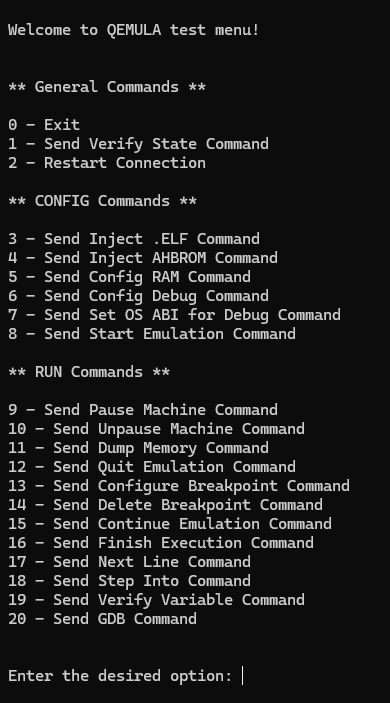 Welcome to QEMULA test menu!
** General Commands **
0 - Exit
1 - Send Verify State Command
2 - Restart Connection
** CONFIG Commands **
3 - Send Inject .ELF Command
4 - Send Inject AHBROM Command
5 - Send Config RAM Command
6 - Send Config Debug Command
7 - Send Set OS ABI for Debug Command
8 - Send Start Emulation Command
** RUN Commands **
9 - Send Pause Machine Command
10 - Send Unpause Machine Command
11 - Send Dump Memory Command
12 - Send Quit Emulation Command
13 - Send Configure Breakpoint Command
14 - Send Delete Breakpoint Command
15 - Send Continue Emulation Command
16 - Send Finish Execution Command
17 - Send Next Line Command
18 - Send Step Into Command
19 - Send Verify Variable Command
20 - Send GDB Command
Enter the desired option: